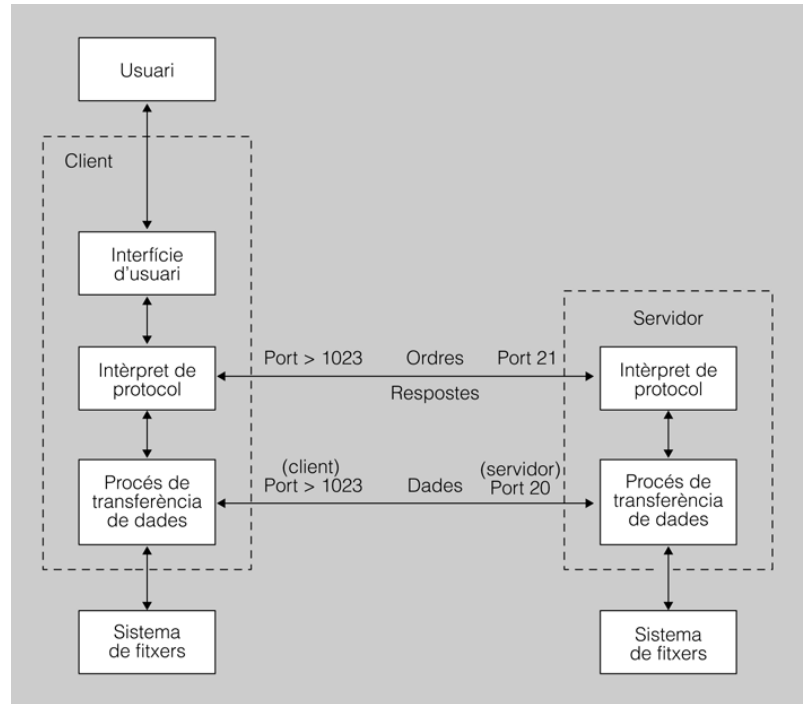 Usuari
Client
Interfície
d'usuari
Servidor
Intèrpret de
protocol
Port > 1023
Ordres
Port 21
Respostes
Intèrpret de
protocol
Procés de
transferència
de dades
(client)
Port > 1023
Dades
(servidor)
Port 20
Procés de
transferència
de dades
Sistema
de fitxers
Sistema
de fitxers